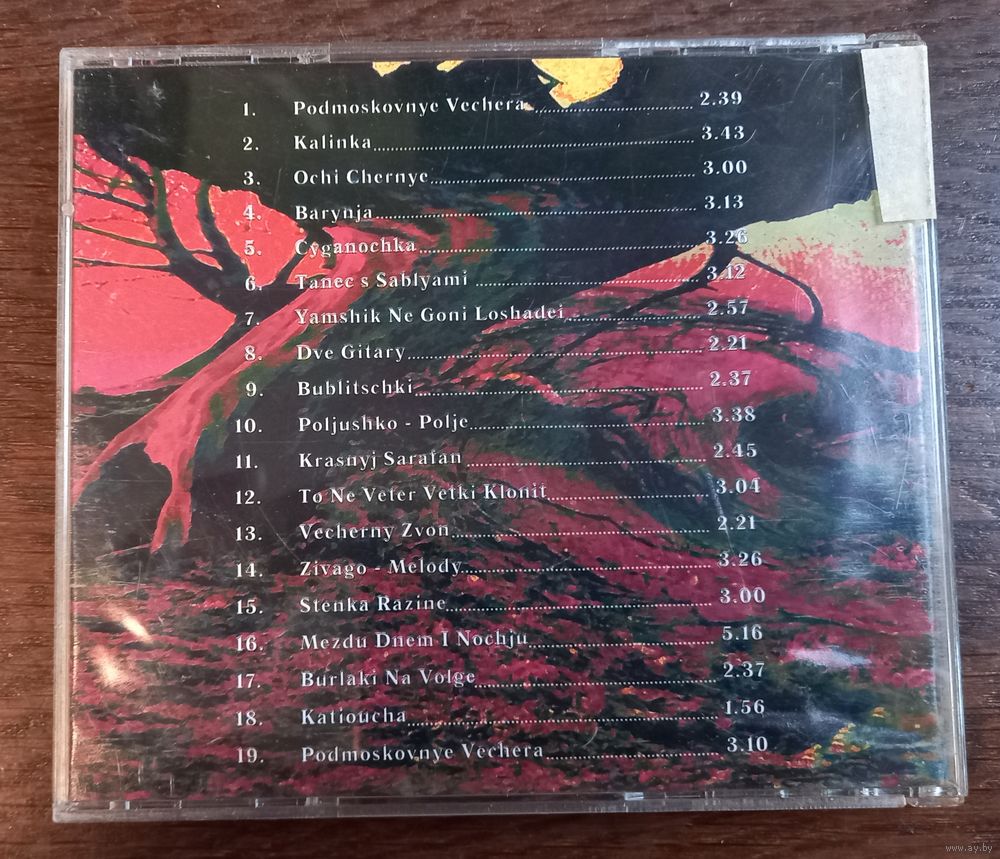 1. Podmoskovnye Vechera 2.39
2. Kalinka 3.43
3. Ochi Chernye 3.00
4. Barynja 3.13
5. Cyganochka 3.26
6. Tanec s Sablyami 3.12
7. Yamshik Ne Goni Loshadei 2.57
8. Dve Gitary 2.21
9. Bublitschki 2.37
10. Poljushko - Polje 3.38
11. Krasnyj Sarafan 2.45
12. To Ne Veter Vetki Klonit 3.04
13. Vecherny Zvon 2.21
14. Zivago - Melody 3.26
15. Stenka Razine 3.00
16. Mezdu Dnem I Nochju 5.16
17. Burlaki Na Volge 2.37
18. Katioucha 1.56
19. Podmoskovnye Vechera 3.10
www.ay.by